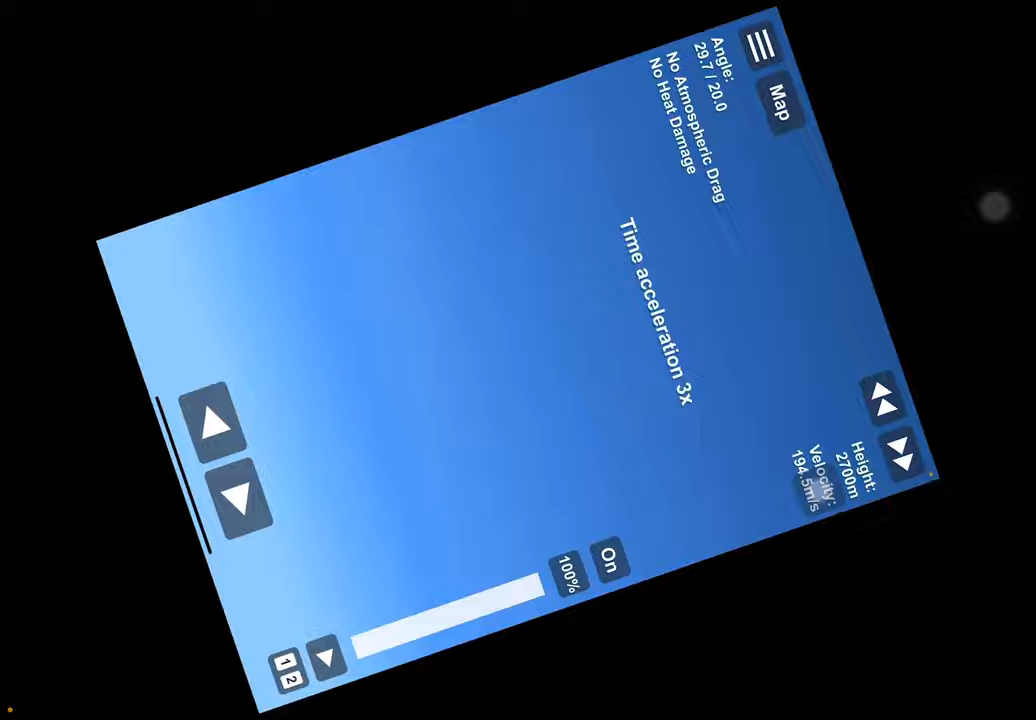 Map
Angle:
29.7 / 20.0
No Atmospheric Drag
No Heat Damage
Time acceleration 3x
Height:
2700m
Velocity:
194.5m/s
On
100%
1 2